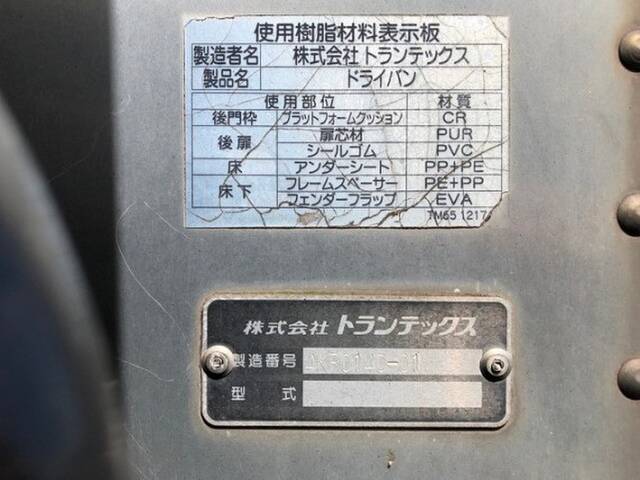 使用樹脂材料表示板
製造者名 株式会社 トランテックス
製品名 ドライバン
使用部位 材質
後門枠 プラットフォームクッション CR
後扉 扉芯材 PUR
シールゴム PVC
床 アンダーシート PP+PE
床下 フレームスペーサー PE+PP
フェンダーフラップ EVA
TM65 1217
株式会社 トランテックス
製造番号
型式